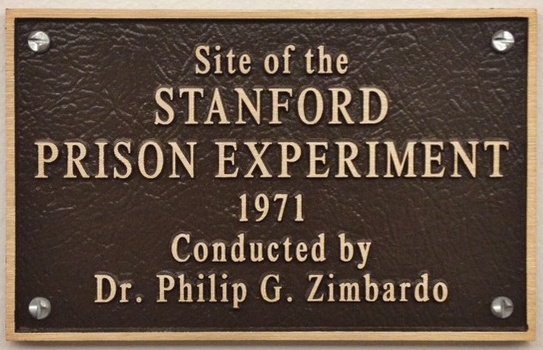 Site of the
STANFORD
PRISON EXPERIMENT
1971
Conducted by
Dr. Philip G. Zimbardo